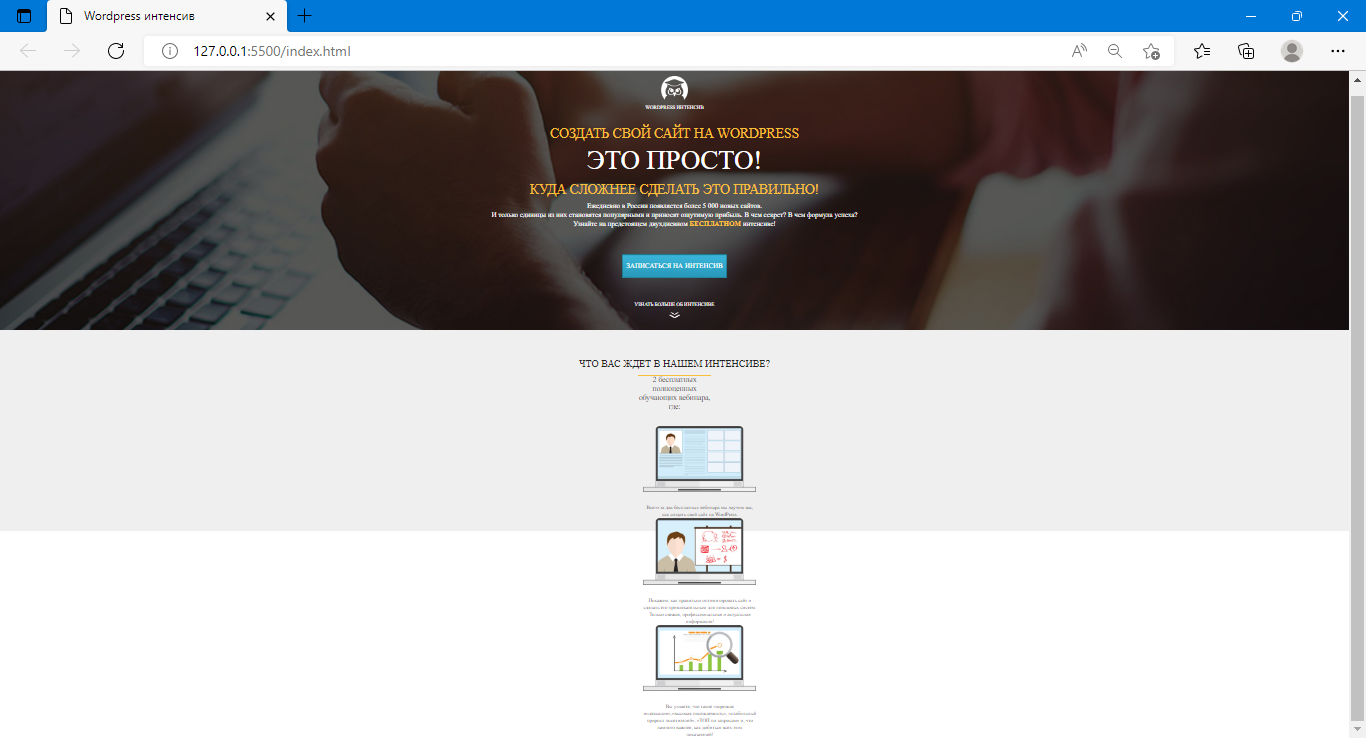 Wordpress интенсив
127.0.0.1:5500/index.html
WORDPRESS ИНТЕНСИВ
СОЗДАТЬ СВОЙ САЙТ НА WORDPRESS
ЭТО ПРОСТО!
КУДА СЛОЖНЕЕ СДЕЛАТЬ ЭТО ПРАВИЛЬНО!
Ежедневно в России появляется более 5 000 новых сайтов.
И только единицы из них становятся популярными и приносят ощутимую прибыль. В чем секрет? В чем формула успеха?
Узнайте на предстоящем двухдневном БЕСПЛАТНОМ интенсиве!
ЗАПИСАТЬСЯ НА ИНТЕНСИВ
УЗНАТЬ БОЛЬШЕ ОБ ИНТЕНСИВЕ
ЧТО ВАС ЖДЕТ В НАШЕМ ИНТЕНСИВЕ?
2 бесплатных
полноценных
обучающих вебинара,
где:
Всего за два бесплатных вебинара мы научим вас,
как создать свой сайт на WordPress.
Покажем, как правильно оптимизировать сайт и
сделать его привлекательным для поисковых систем.
Только свежая, профессиональная и актуальная
информация!
Вы узнаете, что такое